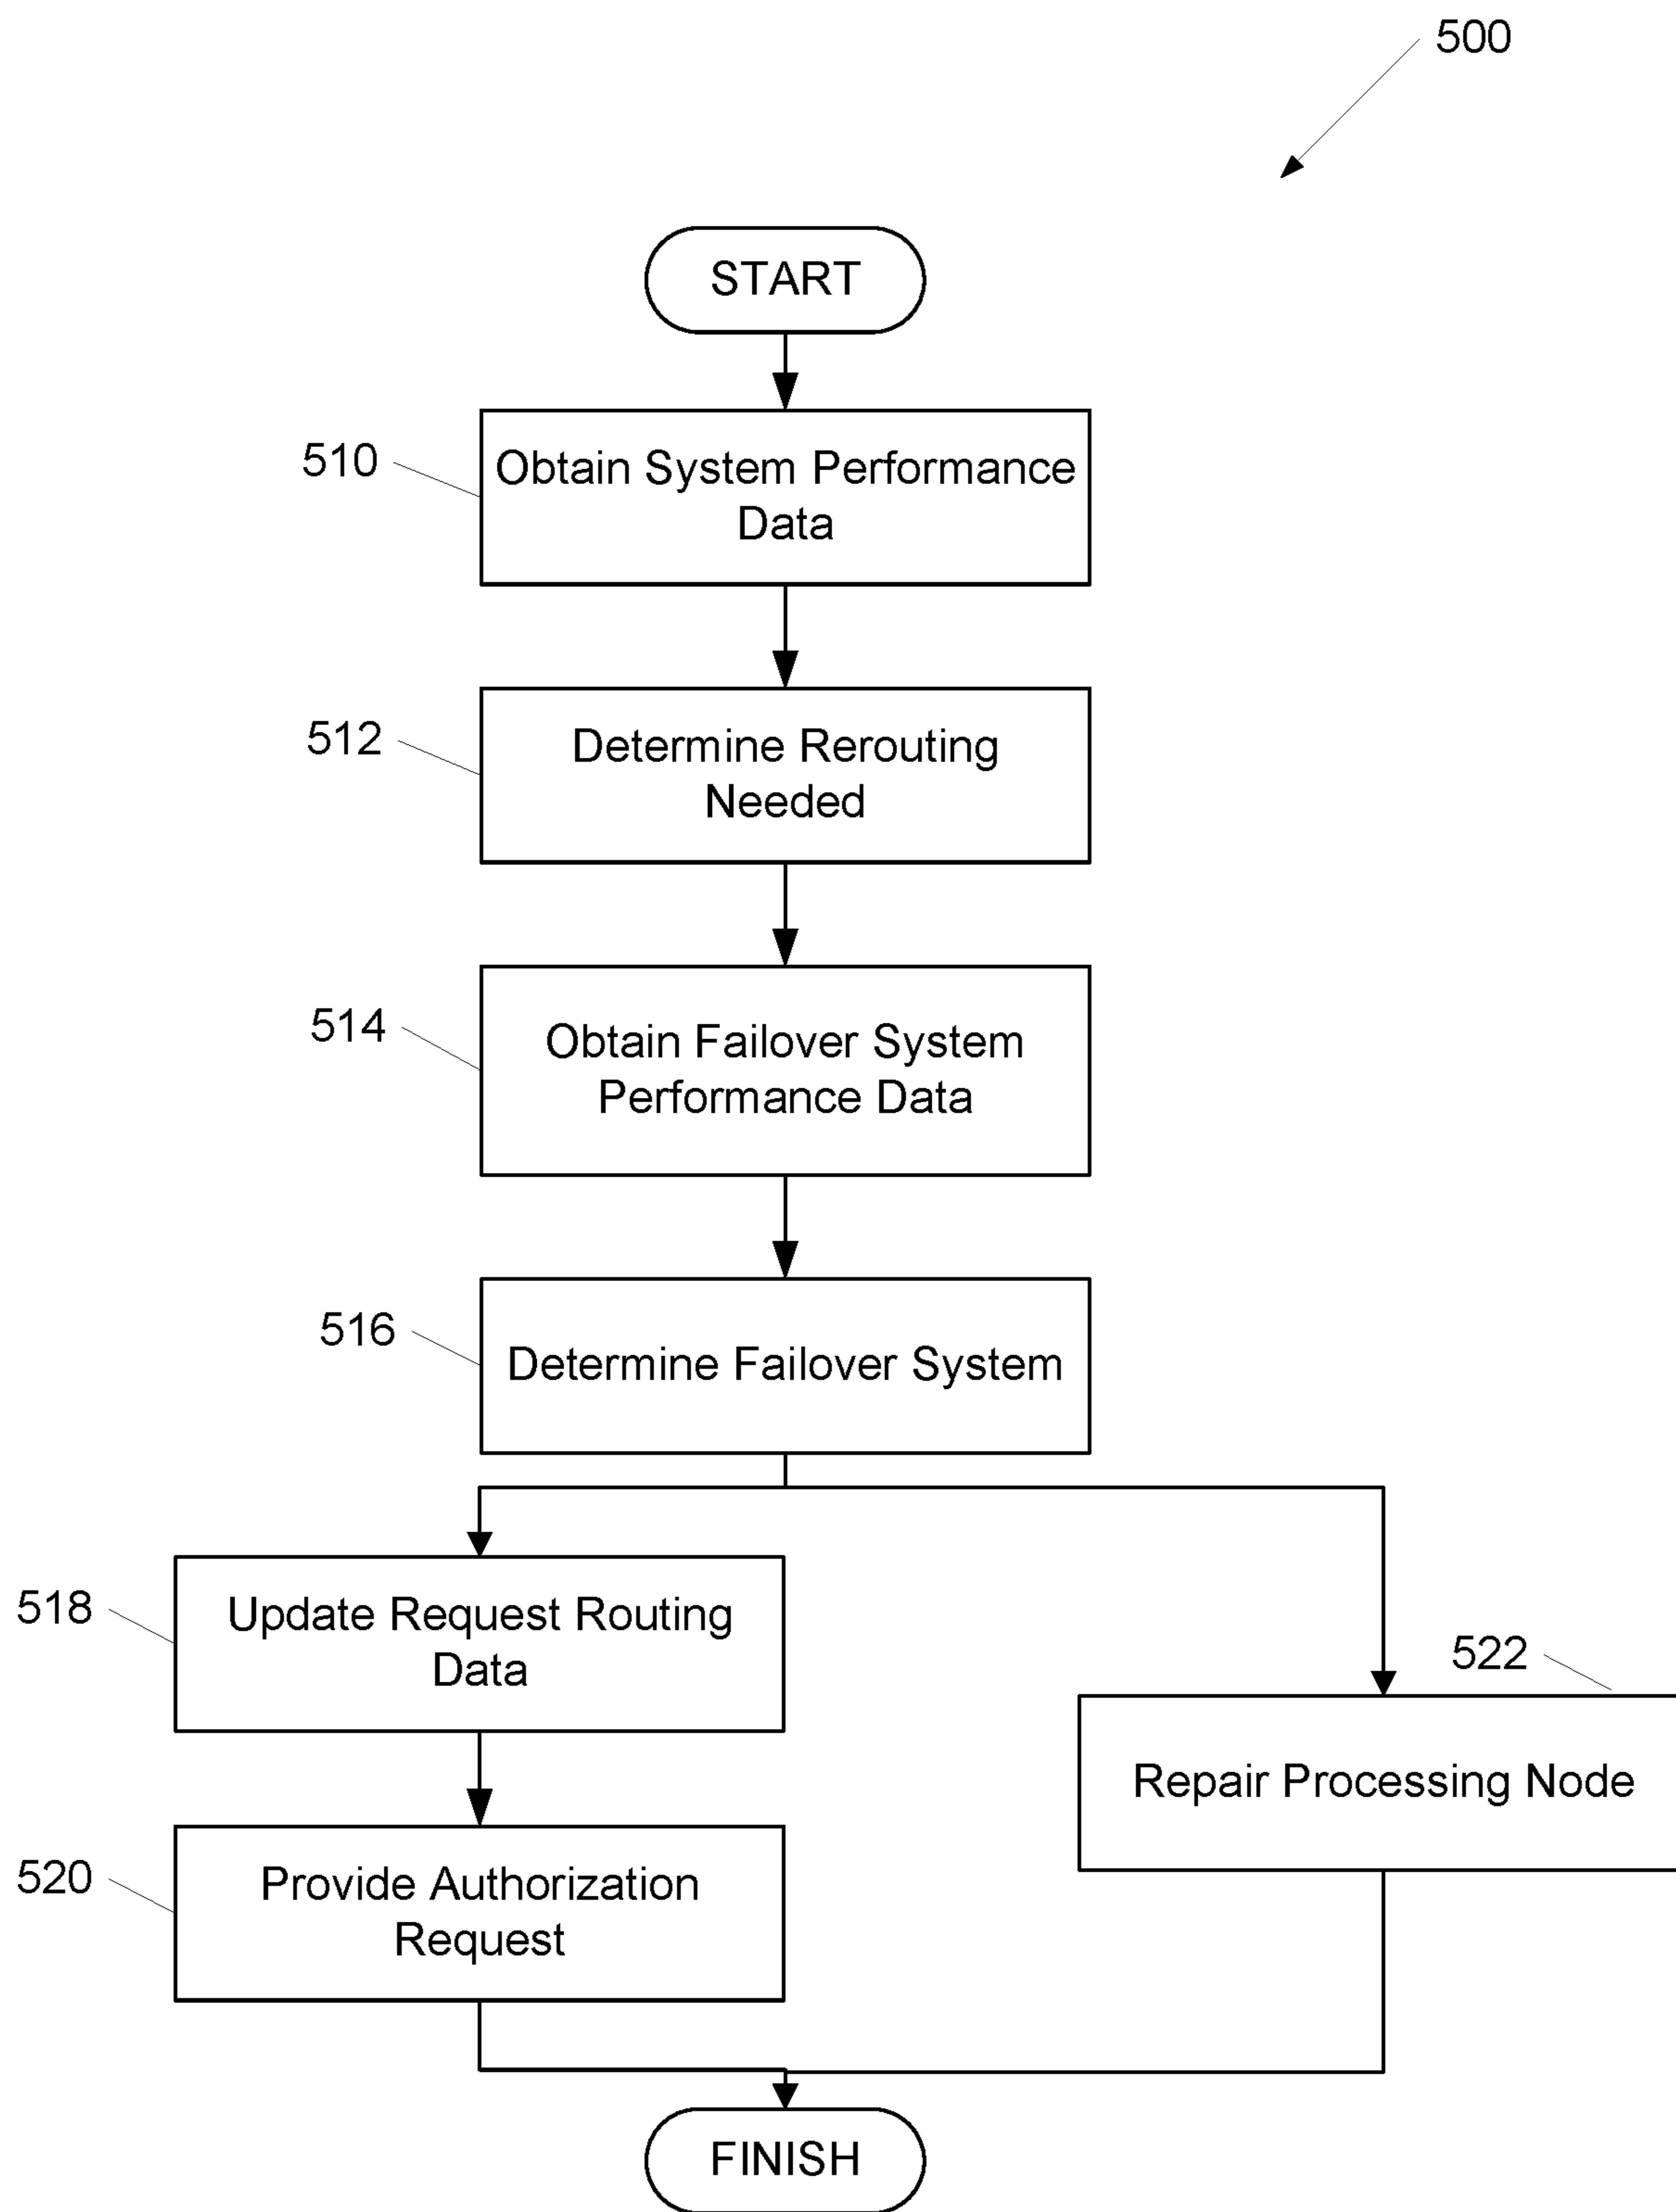 500
START
510
Obtain System Performance
Data
512
Determine Rerouting
Needed
514
Obtain Failover System
Performance Data
516
Determine Failover System
518
Update Request Routing
Data
522
Repair Processing Node
520
Provide Authorization
Request
FINISH